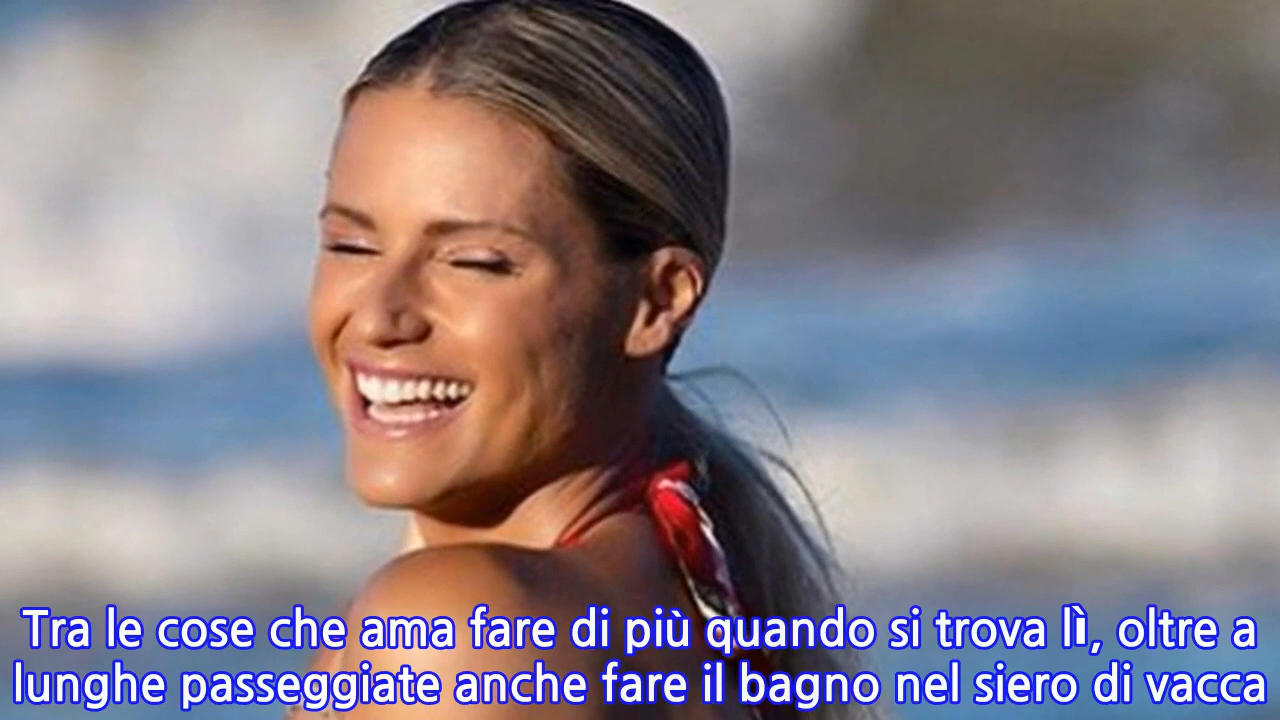 Tra le cose che ama fare di più quando si trova lì, oltre a
lunghe passeggiate anche fare il bagno nel siero di vacca